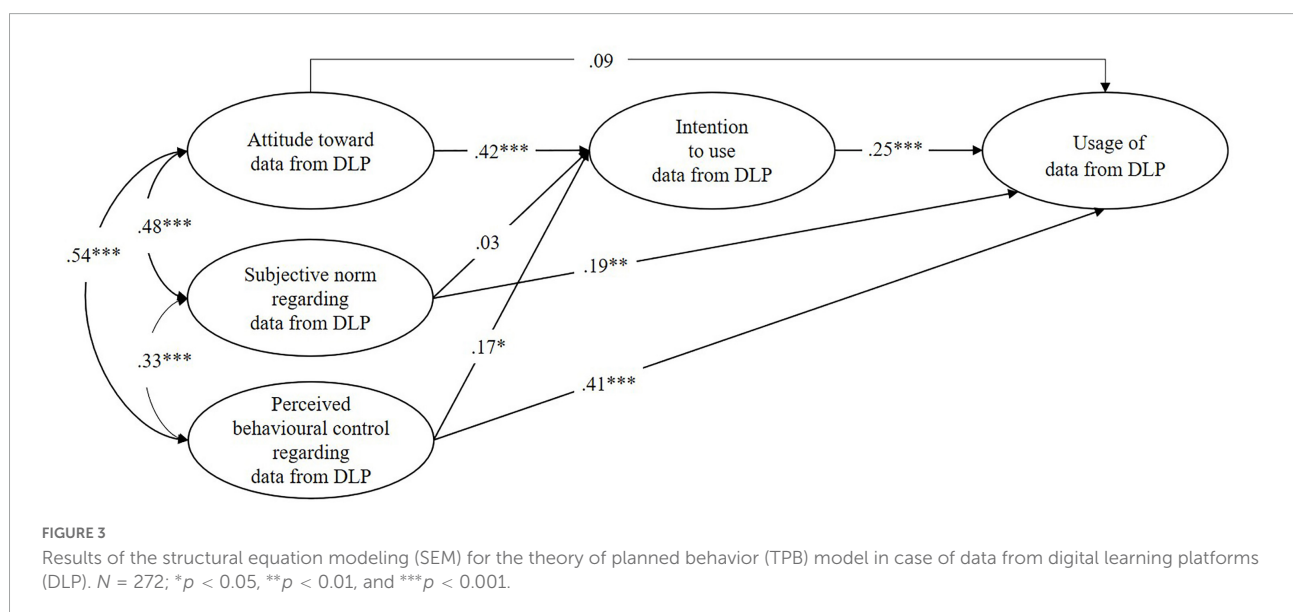 .09
Attitude toward
data from DLP
.42***
Intention
to use
data from DLP
.25***
Usage of
data from DLP
.54***
.48***
.03
.19**
Subjective norm
regarding
data from DLP
.33***
.17*
.41***
Perceived
behavioural control
regarding
data from DLP
FIGURE 3
Results of the structural equation modeling (SEM) for the theory of planned behavior (TPB) model in case of data from digital learning platforms
(DLP). N = 272; *p < 0.05, **p < 0.01, and ***p < 0.001.